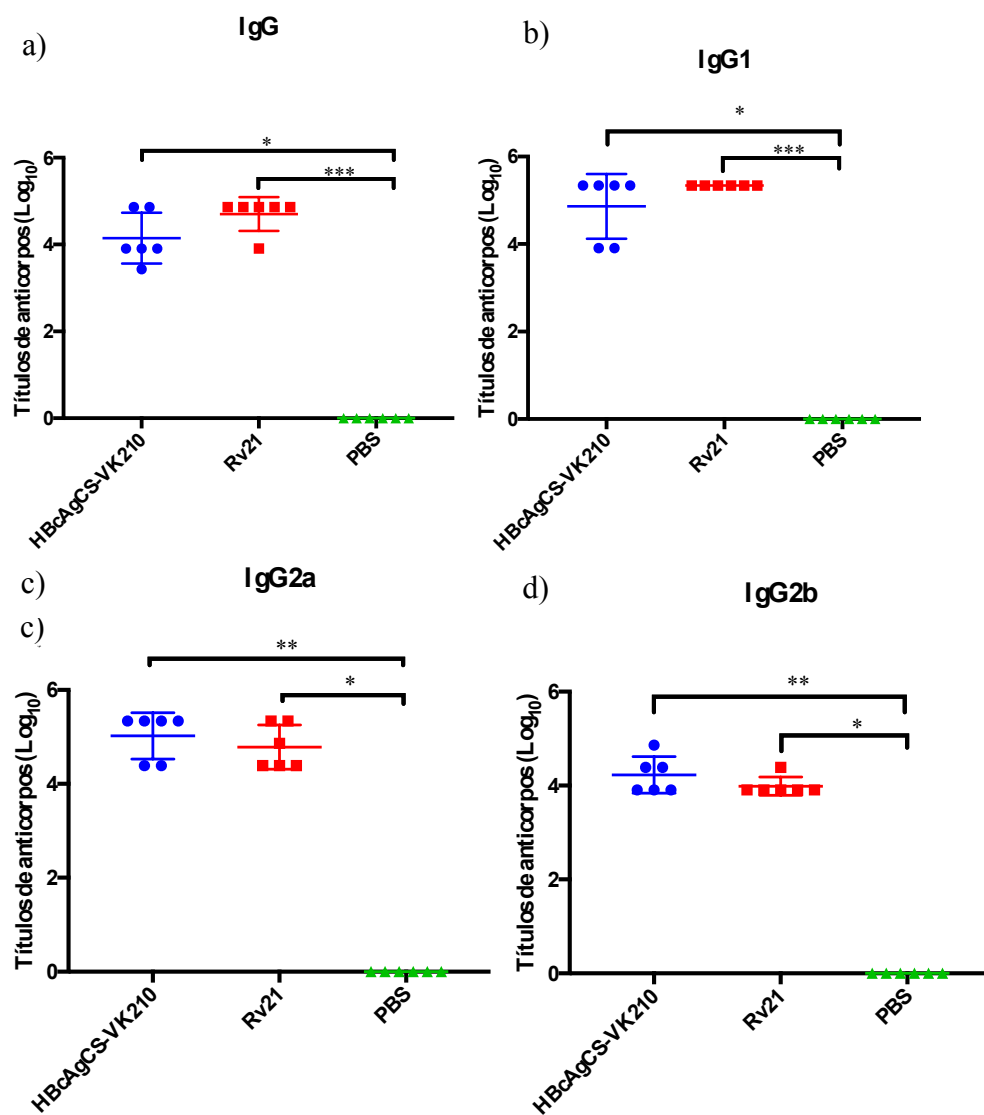 a)
IgG
Títulos de anticorpos (Log10)
6
4
2
0
*
***
HBcAgCS-VK210
Rv21
PBS
b)
IgG1
Títulos de anticorpos (Log10)
6
4
2
0
*
***
HBcAgCS-VK210
Rv21
PBS
c)
IgG2a
c)
Títulos de anticorpos (Log10)
6
4
2
0
**
*
HBcAgCS-VK210
Rv21
PBS
d)
IgG2b
Títulos de anticorpos (Log10)
6
4
2
0
**
*
HBcAgCS-VK210
Rv21
PBS